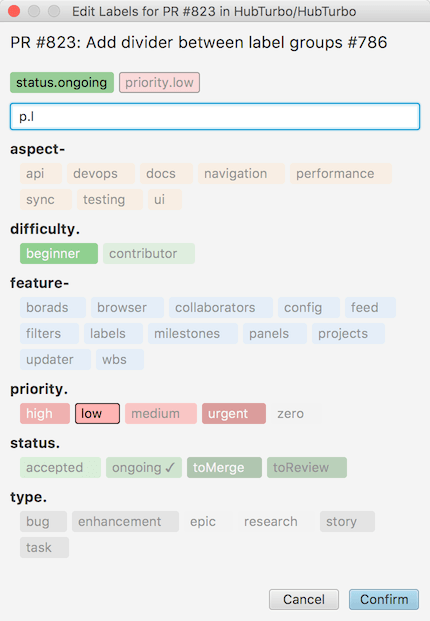 Edit Labels for PR #823 in HubTurbo/HubTurbo
PR #823: Add divider between label groups #786
status.ongoing priority.low
p.l
aspect-
api devops docs navigation performance
sync testing ui
difficulty.
beginner contributor
feature-
borads browser collaborators config feed
filters labels milestones panels projects
updater wbs
priority.
high low medium urgent zero
status.
accepted ongoing ✓ toMerge toReview
type.
bug enhancement epic research story
task
Cancel Confirm